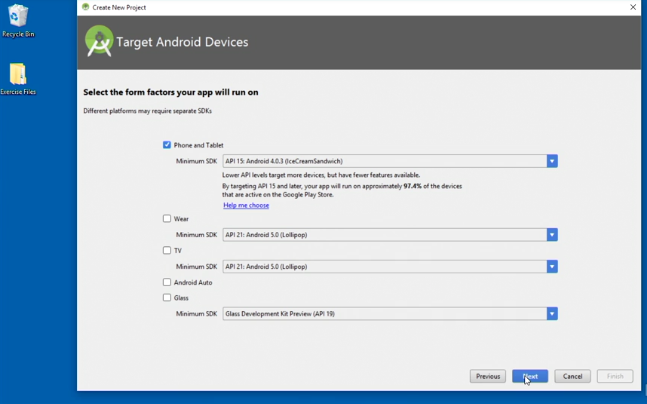 Recycle Bin
Exercise Files
Create New Project
Target Android Devices
Select the form factors your app will run on
Different platforms may require separate SDKs
Phone and Tablet
Minimum SDK API 15: Android 4.0.3 (IceCreamSandwich)
Lower API levels target more devices, but have fewer features available.
By targeting API 15 and later, your app will run on approximately 97.4% of the devices
that are active on the Google Play Store.
Help me choose
Wear
Minimum SDK API 21: Android 5.0 (Lollipop)
TV
Minimum SDK API 21: Android 5.0 (Lollipop)
Android Auto
Glass
Minimum SDK Glass Development Kit Preview (API 19)
Previous Next Cancel Finish